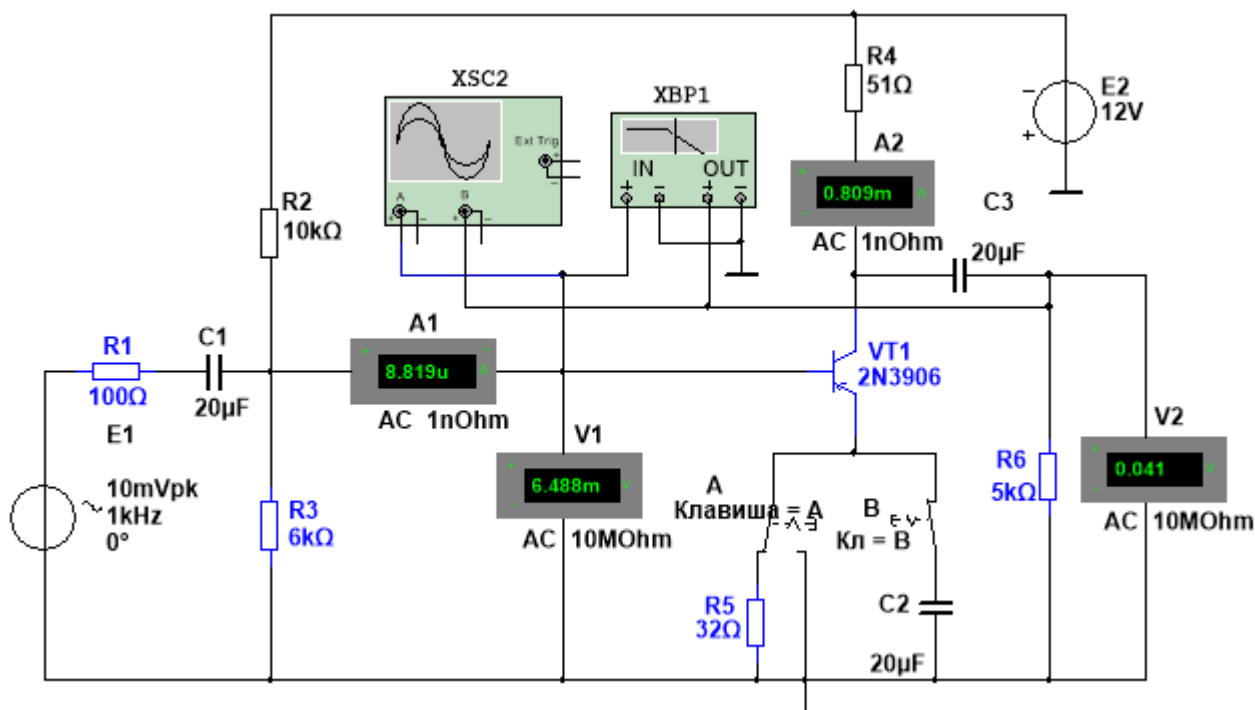 R4
51Ω
E2
12V
XSC2
XBP1
Ext Trig
A
B
IN
OUT
A2
0.809m
A
AC 1nOhm
C3
20µF
R2
10kΩ
A1
8.819u
A
AC 1nOhm
C1
20µF
R1
100Ω
E1
10mVpk
1kHz
0°
VT1
2N3906
V1
6.488m
V
AC 10MOhm
R3
6kΩ
A
Клавиша = A
B
Кл = B
R6
5kΩ
V2
0.041
V
AC 10MOhm
R5
32Ω
C2
20µF